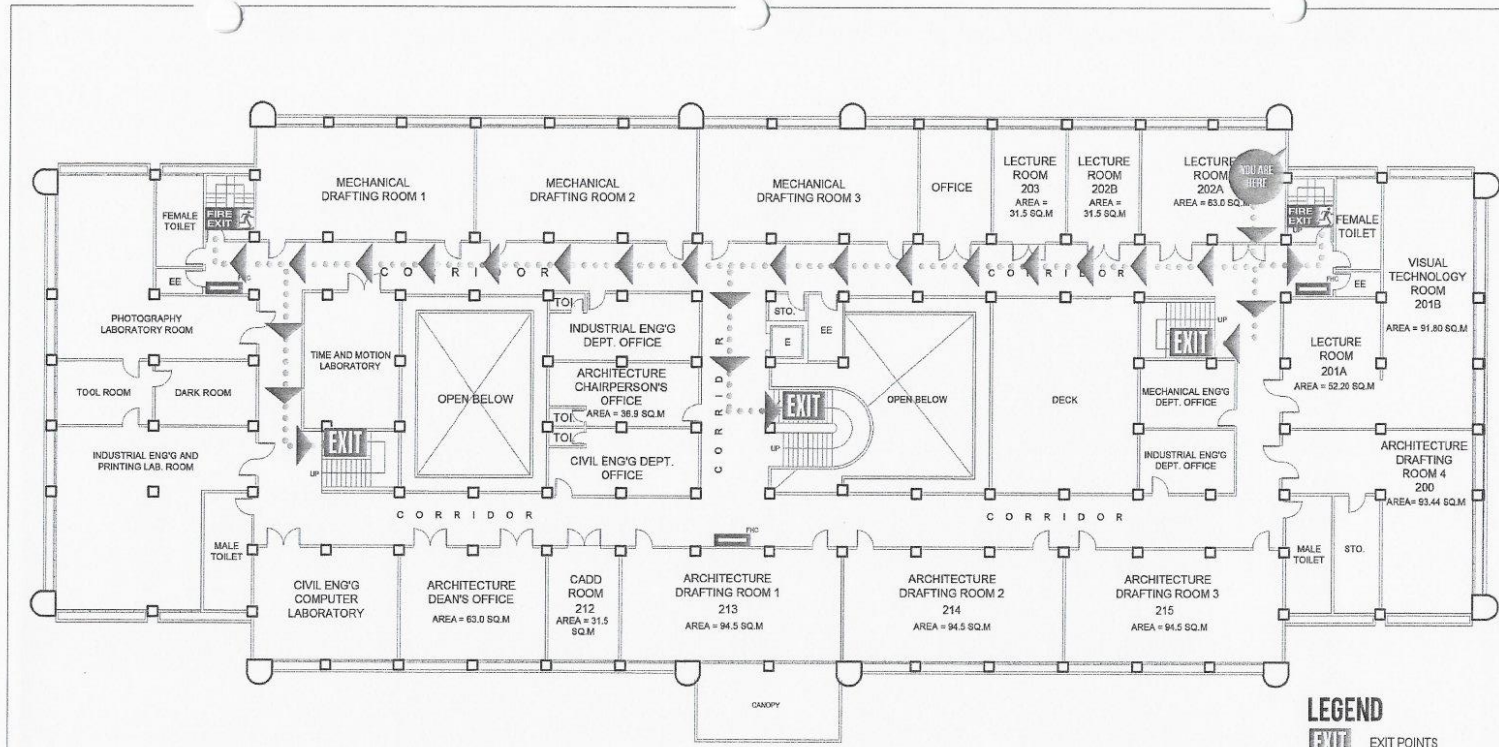 MECHANICAL
DRAFTING ROOM 1
MECHANICAL
DRAFTING ROOM 2
MECHANICAL
DRAFTING ROOM 3
OFFICE
LECTURE
ROOM
203
AREA =
31.5 SQ.M
LECTURE
ROOM
202B
AREA =
31.5 SQ.M
LECTURE
ROOM
202A
AREA = 63.0 SQ.M
YOU ARE
HERE
FEMALE
TOILET
FIRE
EXIT
EE
FHC
FIRE
EXIT
UP
FEMALE
TOILET
EE
FHC
VISUAL
TECHNOLOGY
ROOM
201B
AREA = 91.80 SQ.M
CORRIDOR
CORRIDOR
PHOTOGRAPHY
LABORATORY ROOM
TOOL ROOM
DARK ROOM
TIME AND MOTION
LABORATORY
OPEN BELOW
TOI.
INDUSTRIAL ENG'G
DEPT. OFFICE
ARCHITECTURE
CHAIRPERSON'S
OFFICE
AREA = 36.9 SQ.M
TOI.
TOI.
CIVIL ENG'G DEPT.
OFFICE
CORRIDOR
STO.
E
EE
EXIT
UP
OPEN BELOW
DECK
UP
EXIT
MECHANICAL ENG'G
DEPT. OFFICE
INDUSTRIAL ENG'G
DEPT. OFFICE
LECTURE
ROOM
201A
AREA = 52.20 SQ.M
ARCHITECTURE
DRAFTING
ROOM 4
200
AREA= 93.44 SQ.M
INDUSTRIAL ENG'G AND
PRINTING LAB. ROOM
EXIT
UP
CORRIDOR
CORRIDOR
FHC
MALE
TOILET
CIVIL ENG'G
COMPUTER
LABORATORY
ARCHITECTURE
DEAN'S OFFICE
AREA = 63.0 SQ.M
CADD
ROOM
212
AREA = 31.5
SQ.M
ARCHITECTURE
DRAFTING ROOM 1
213
AREA = 94.5 SQ.M
ARCHITECTURE
DRAFTING ROOM 2
214
AREA = 94.5 SQ.M
ARCHITECTURE
DRAFTING ROOM 3
215
AREA = 94.5 SQ.M
MALE
TOILET
STO.
CANOPY
LEGEND
EXIT EXIT POINTS